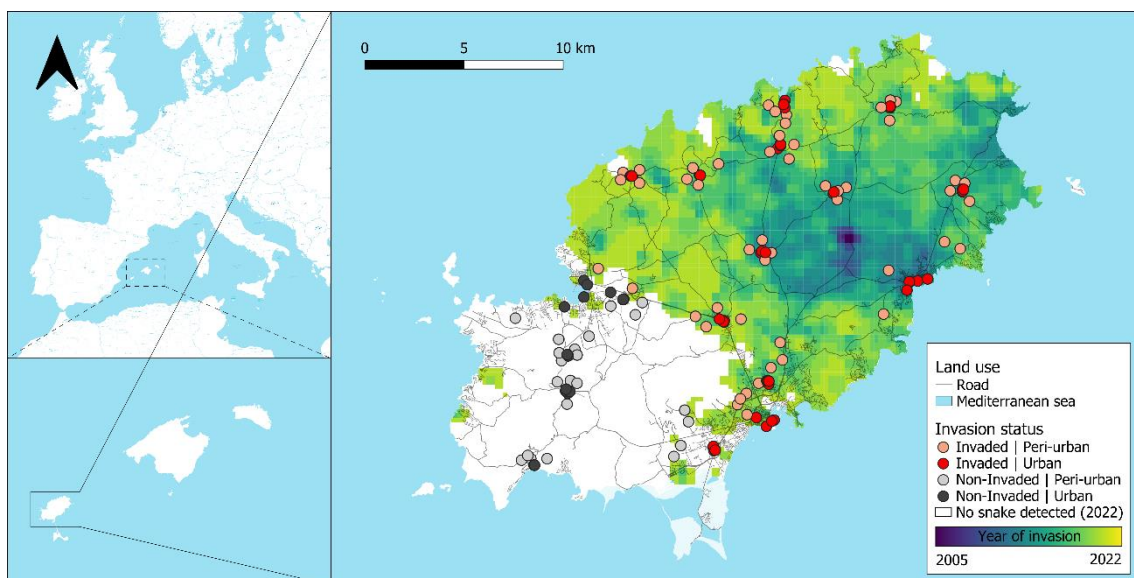 0 5 10 km
Land use
Road
Mediterranean sea
Invasion status
Invaded | Peri-urban
Invaded | Urban
Non-Invaded | Peri-urban
Non-Invaded | Urban
No snake detected (2022)
Year of invasion
2005 2022